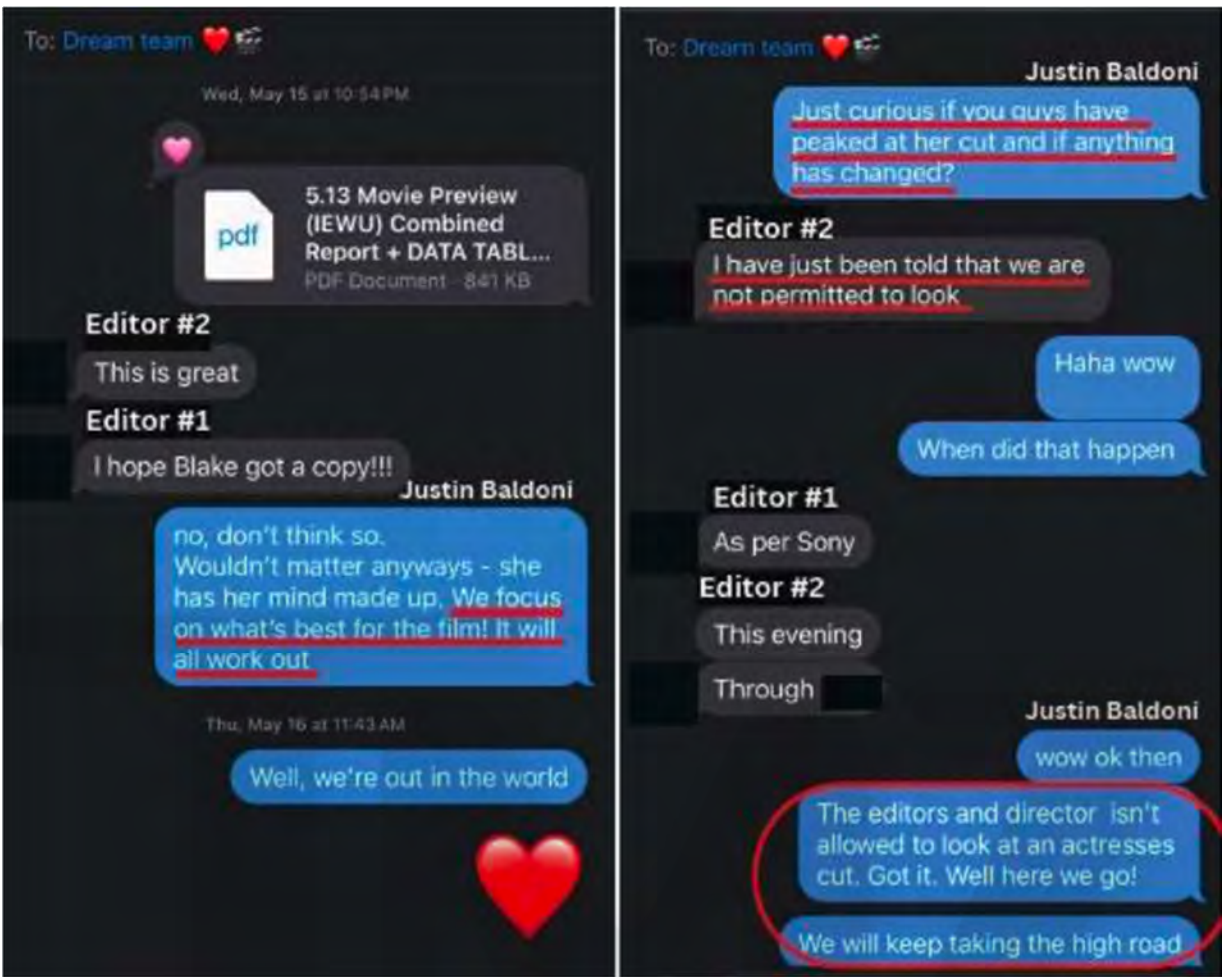 To: Dream team ❤️🎬
Wed, May 15 at 10:54 PM
pdf
5.13 Movie Preview
(IEWU) Combined
Report + DATA TABL...
PDF Document · 841 KB
Editor #2
This is great
Editor #1
I hope Blake got a copy!!!
Justin Baldoni
no, don't think so.
Wouldn't matter anyways - she
has her mind made up. We focus
on what's best for the film! It will
all work out
Thu, May 16 at 11:43 AM
Well, we're out in the world
To: Dream team ❤️🎬
Justin Baldoni
Just curious if you guys have
peaked at her cut and if anything
has changed?
Editor #2
I have just been told that we are
not permitted to look
Haha wow
When did that happen
Editor #1
As per Sony
Editor #2
This evening
Through
Justin Baldoni
wow ok then
The editors and director isn't
allowed to look at an actresses
cut. Got it. Well here we go!
We will keep taking the high road